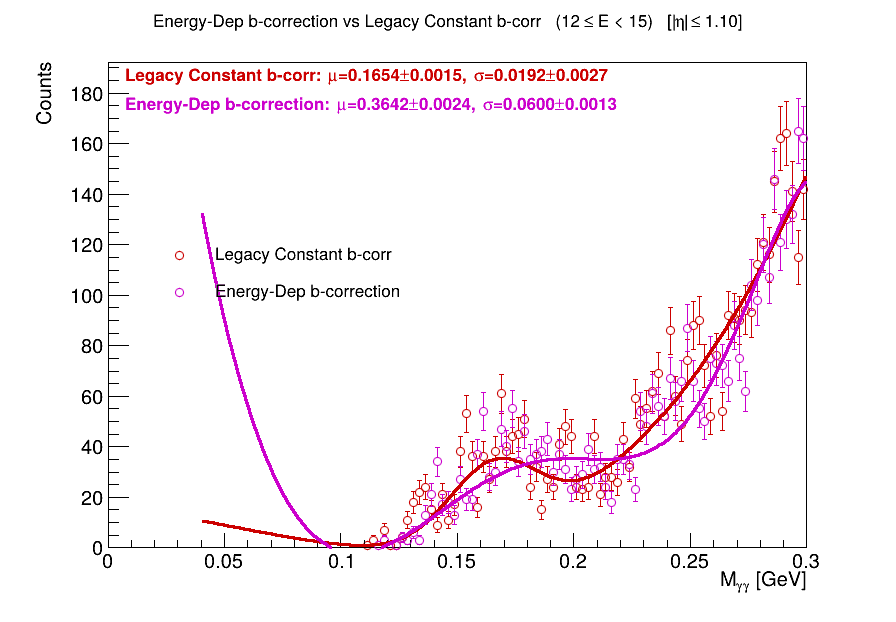 Energy-Dep b-correction vs Legacy Constant b-corr (12 ≤ E < 15) [|η| ≤ 1.10]
Counts
Legacy Constant b-corr: μ=0.1654±0.0015, σ=0.0192±0.0027
Energy-Dep b-correction: μ=0.3642±0.0024, σ=0.0600±0.0013
180
160
140
120
100
80
60
40
20
0
Legacy Constant b-corr
Energy-Dep b-correction
0 0.05 0.1 0.15 0.2 0.25 0.3
Mγγ [GeV]